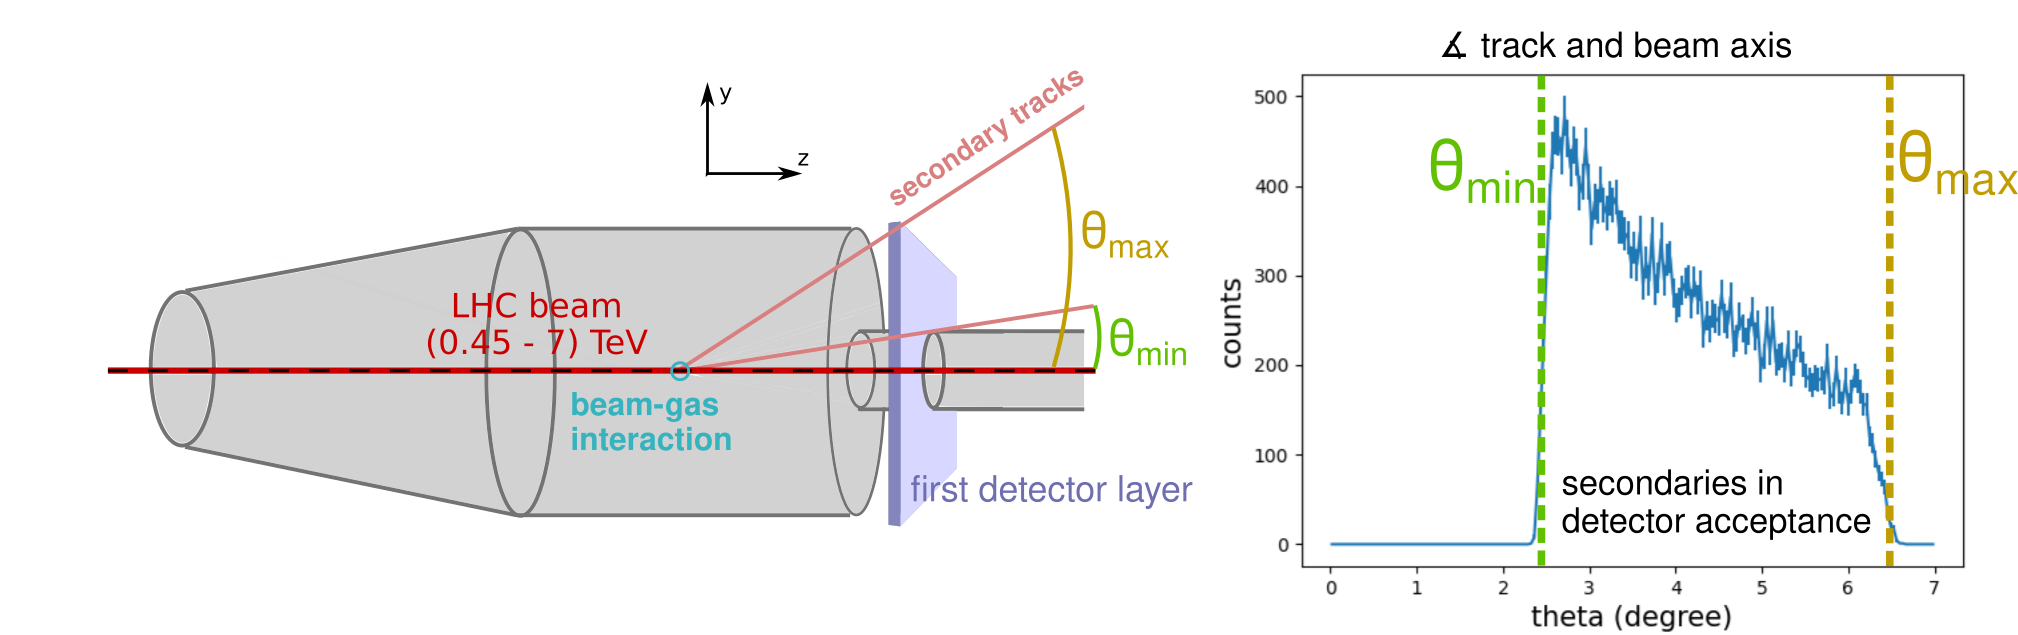 y
z
secondary tracks
θmax
θmin
LHC beam
(0.45 - 7) TeV
beam-gas
interaction
first detector layer
∡ track and beam axis
500
400
300
200
100
0
counts
θmin
θmax
secondaries in
detector acceptance
0 1 2 3 4 5 6 7
theta (degree)